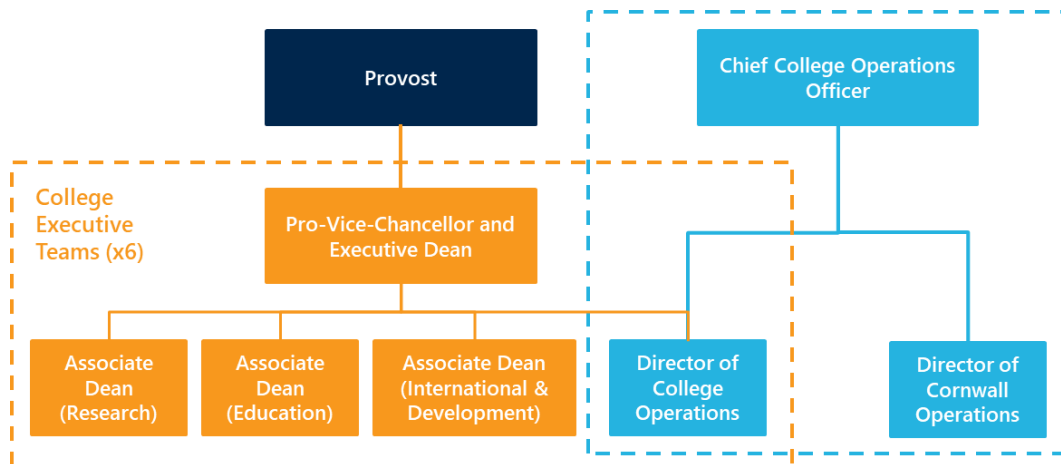 Provost
Chief College Operations
Officer
College
Executive
Teams (x6)
Pro-Vice-Chancellor and
Executive Dean
Associate
Dean
(Research)
Associate
Dean
(Education)
Associate Dean
(International &
Development)
Director of
College
Operations
Director of
Cornwall
Operations